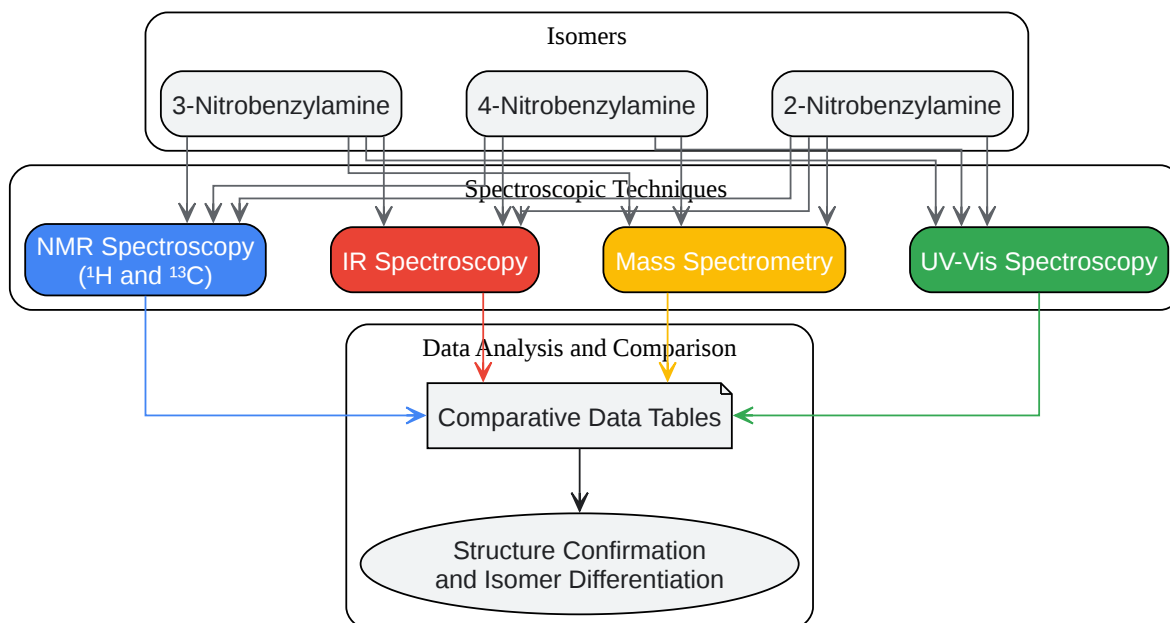 Isomers
3-Nitrobenzylamine
4-Nitrobenzylamine
2-Nitrobenzylamine
Spectroscopic Techniques
NMR Spectroscopy
(¹H and ¹³C)
IR Spectroscopy
Mass Spectrometry
UV-Vis Spectroscopy
Data Analysis and Comparison
Comparative Data Tables
Structure Confirmation
and Isomer Differentiation